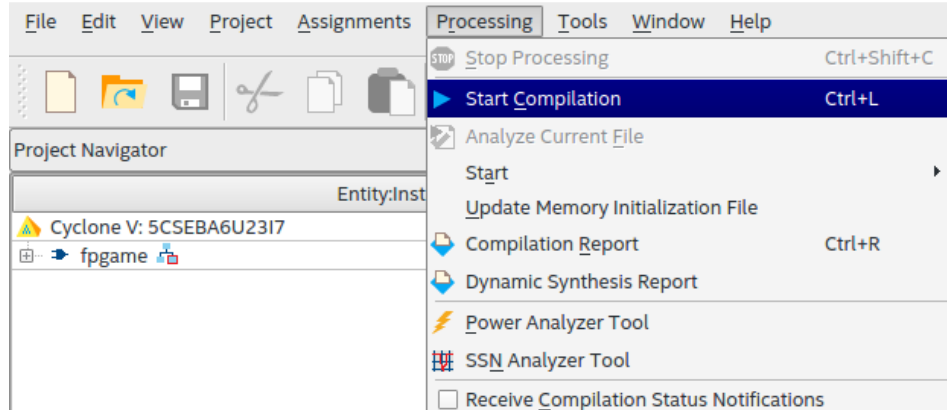 File Edit View Project Assignments Processing Tools Window Help
STOP Stop Processing Ctrl+Shift+C
Start Compilation Ctrl+L
Analyze Current File
Project Navigator
Start
Entity:Inst
Update Memory Initialization File
Cyclone V: 5CSEBA6U23I7
Compilation Report Ctrl+R
fpgame
Dynamic Synthesis Report
Power Analyzer Tool
SSN Analyzer Tool
Receive Compilation Status Notifications